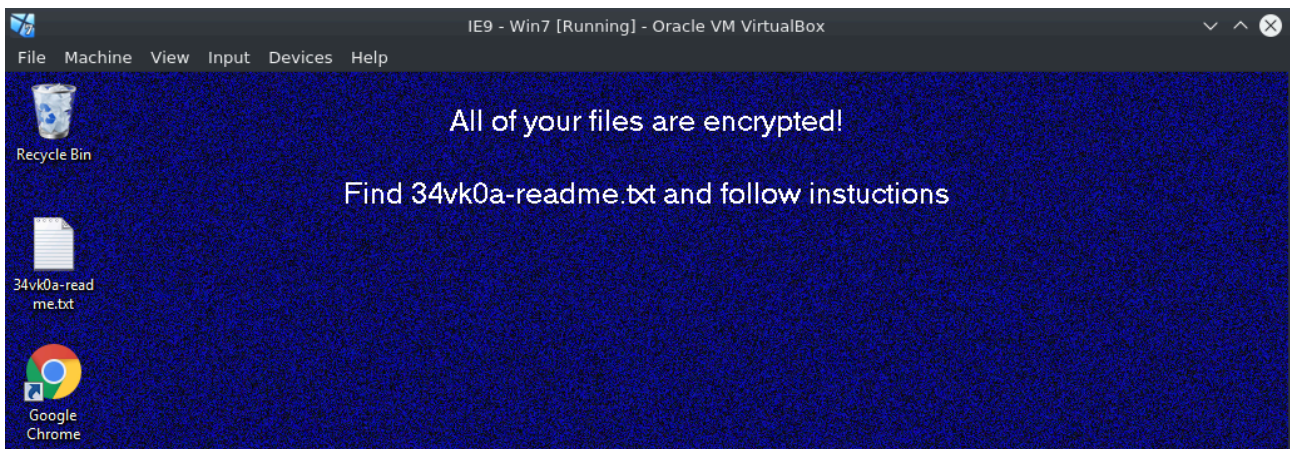 IE9 - Win7 [Running] - Oracle VM VirtualBox
File Machine View Input Devices Help
All of your files are encrypted!
Recycle Bin
Find 34vk0a-readme.txt and follow instuctions
34vk0a-read
me.txt
Google
Chrome